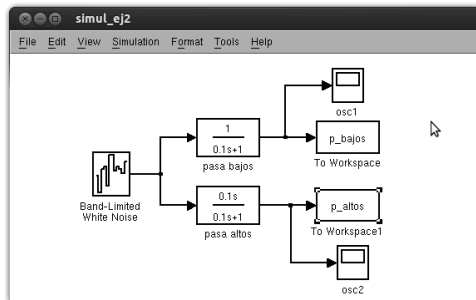 simul_ej2
File Edit View Simulation Format Tools Help
osc1
1
0.1s+1
pasa bajos
p_bajos
To Workspace
Band-Limited
White Noise
0.1s
0.1s+1
pasa altos
p_altos
To Workspace1
osc2